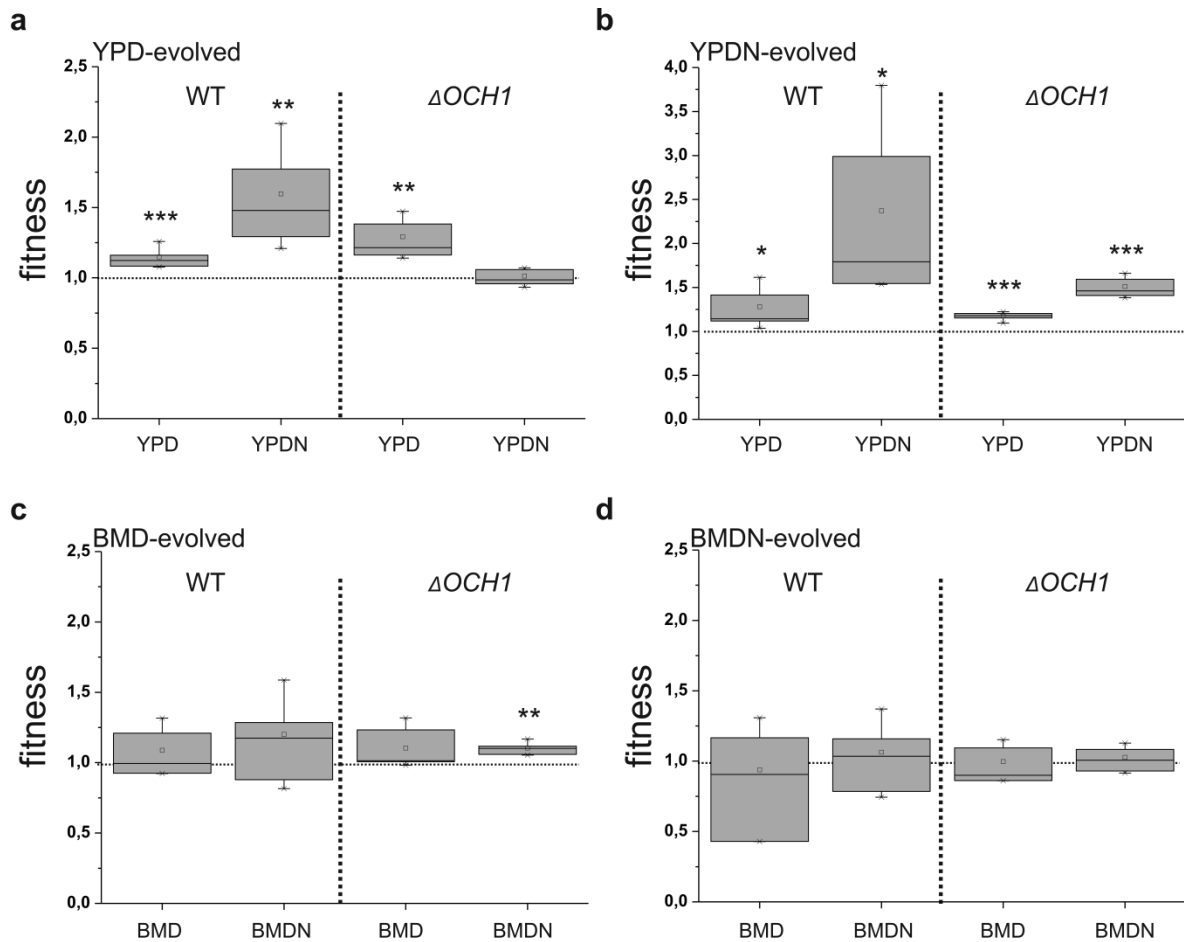 a
YPD-evolved
2,5
2,0
1,5
1,0
0,5
0,0
fitness
WT
ΔOCH1
***
**
**
YPD
YPDN
YPD
YPDN
b
YPDN-evolved
4,0
3,5
3,0
2,5
2,0
1,5
1,0
0,5
0,0
fitness
WT
ΔOCH1
*
*
***
***
YPD
YPDN
YPD
YPDN
c
BMD-evolved
2,5
2,0
1,5
1,0
0,5
0,0
fitness
WT
ΔOCH1
**
BMD
BMDN
BMD
BMDN
d
BMDN-evolved
2,5
2,0
1,5
1,0
0,5
0,0
fitness
WT
ΔOCH1
BMD
BMDN
BMD
BMDN